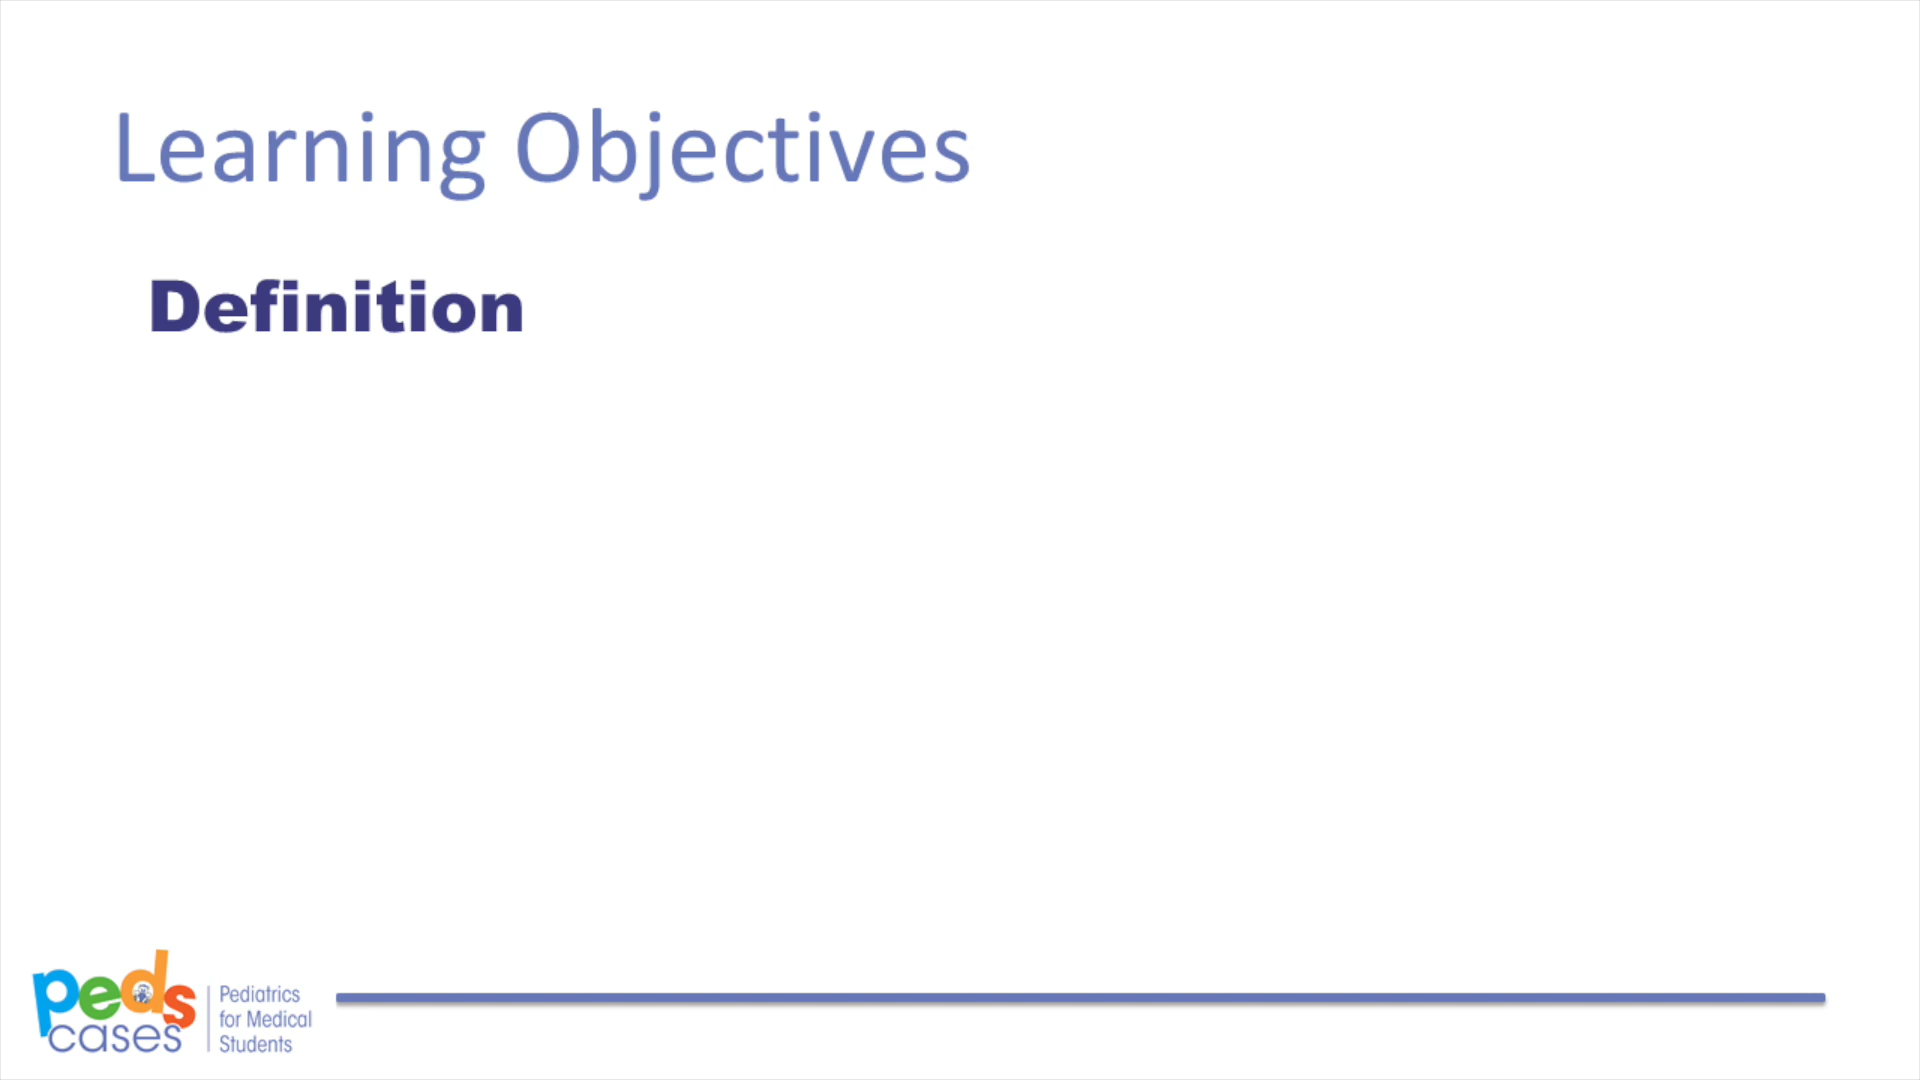 Learning Objectives
Definition
peds
cases
Pediatrics
for Medical
Students